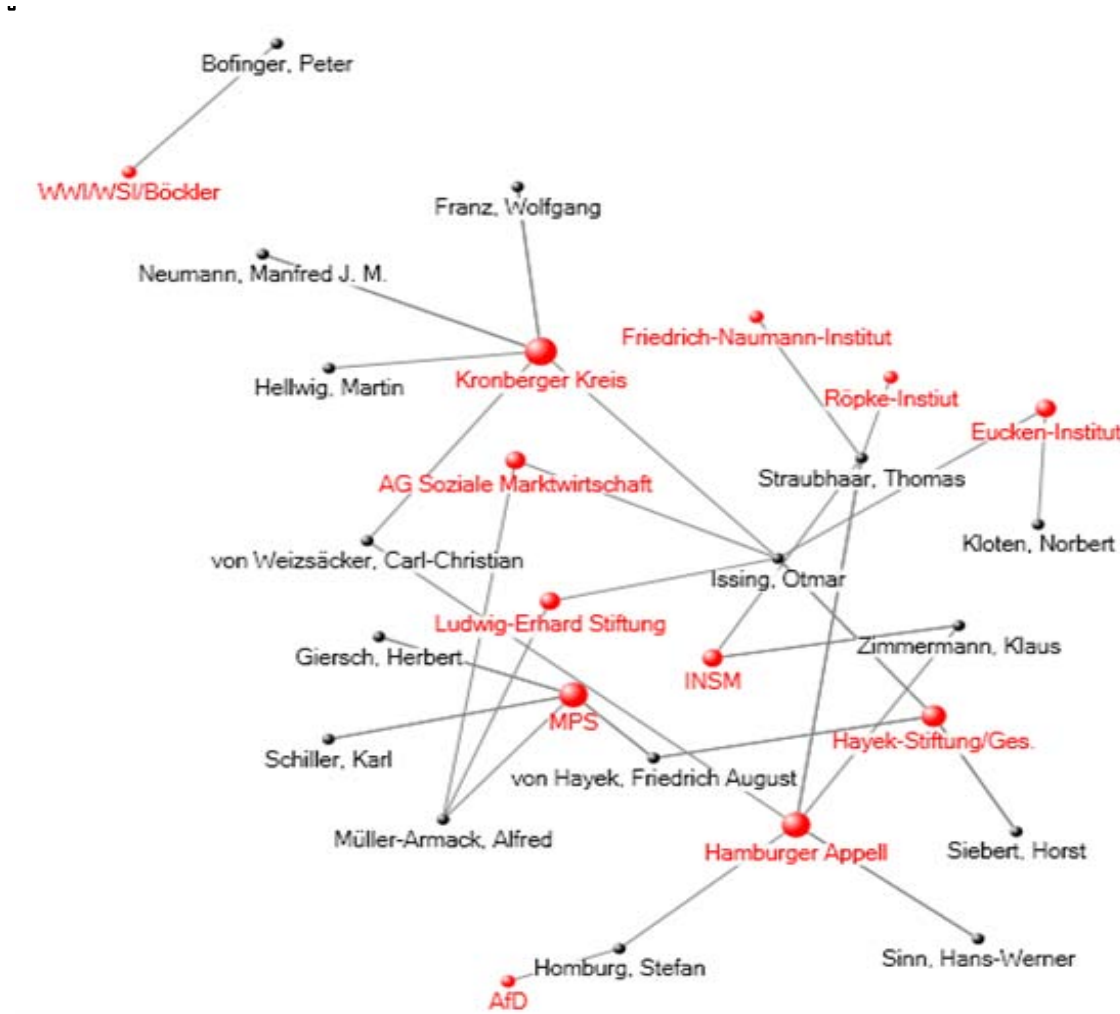 Bofinger, Peter
WWI/WSI/Böckler
Franz, Wolfgang
Neumann, Manfred J. M.
Friedrich-Naumann-Institut
Hellwig, Martin
Kronberger Kreis
Röpke-Instiut
Eucken-Institut
AG Soziale Marktwirtschaft
Straubhaar, Thomas
Kloten, Norbert
von Weizsäcker, Carl-Christian
Issing, Otmar
Ludwig-Erhard Stiftung
Giersch, Herbert
Zimmermann, Klaus
INSM
MPS
Hayek-Stiftung/Ges.
Schiller, Karl
von Hayek, Friedrich August
Müller-Armack, Alfred
Hamburger Appell
Siebert, Horst
Homburg, Stefan
Sinn, Hans-Werner
AfD